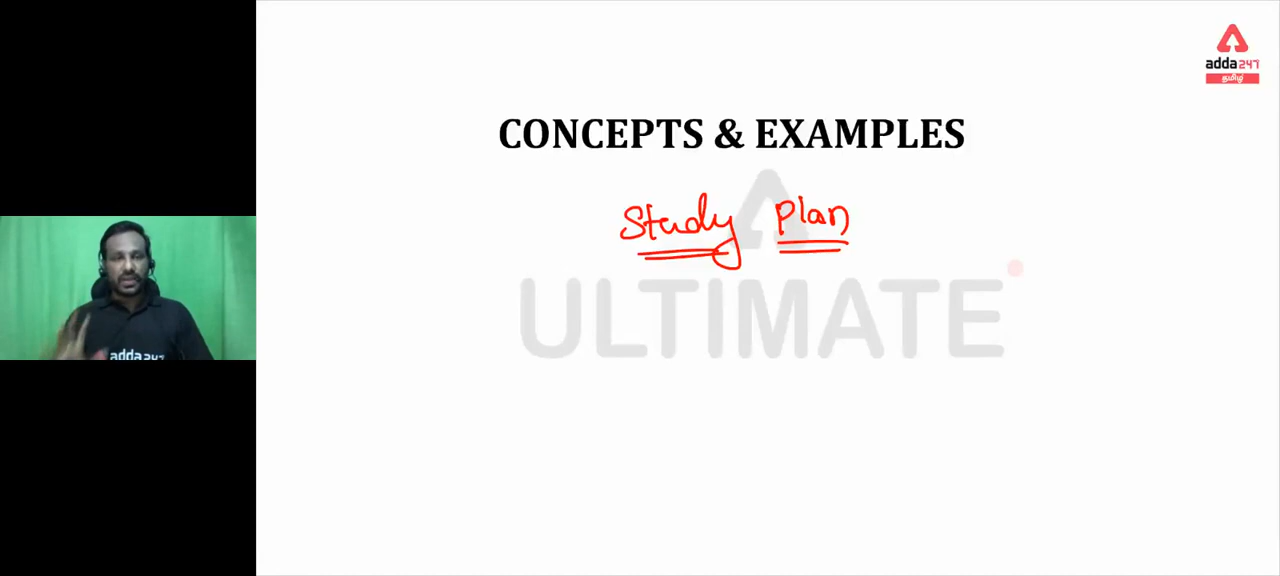 adda247
தமிழ்
CONCEPTS & EXAMPLES
Study Plan
ULTIMATE
adda247